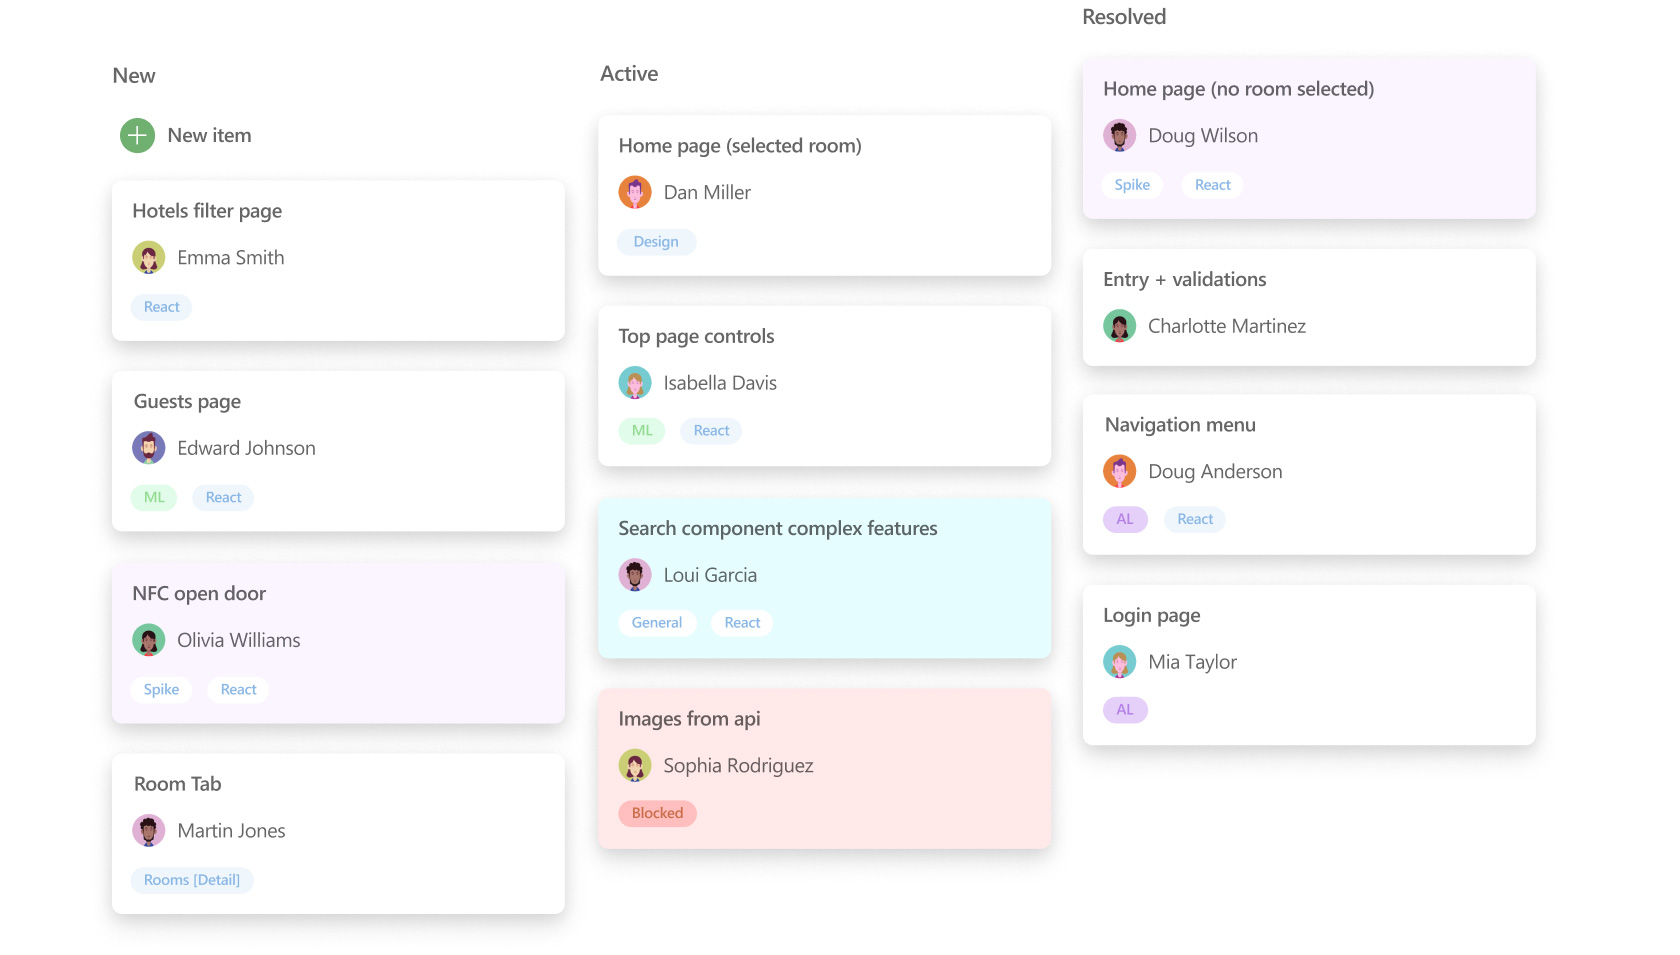 New
New item
Hotels filter page
Emma Smith
React
Guests page
Edward Johnson
ML React
NFC open door
Olivia Williams
Spike React
Room Tab
Martin Jones
Rooms [Detail]
Active
Home page (selected room)
Dan Miller
Design
Top page controls
Isabella Davis
ML React
Search component complex features
Loui Garcia
General React
Images from api
Sophia Rodriguez
Blocked
Resolved
Home page (no room selected)
Doug Wilson
Spike React
Entry + validations
Charlotte Martinez
Navigation menu
Doug Anderson
AL React
Login page
Mia Taylor
AL